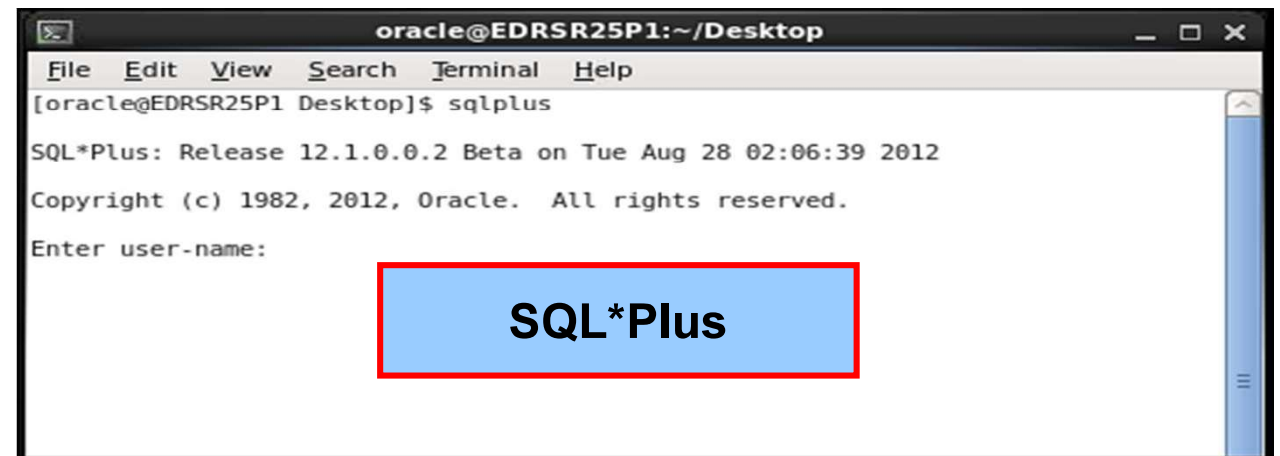 oracle@EDRSR25P1:~/Desktop
File Edit View Search Terminal Help
[oracle@EDRSR25P1 Desktop]$ sqlplus
SQL*Plus: Release 12.1.0.0.2 Beta on Tue Aug 28 02:06:39 2012
Copyright (c) 1982, 2012, Oracle.  All rights reserved.
Enter user-name:
SQL*Plus